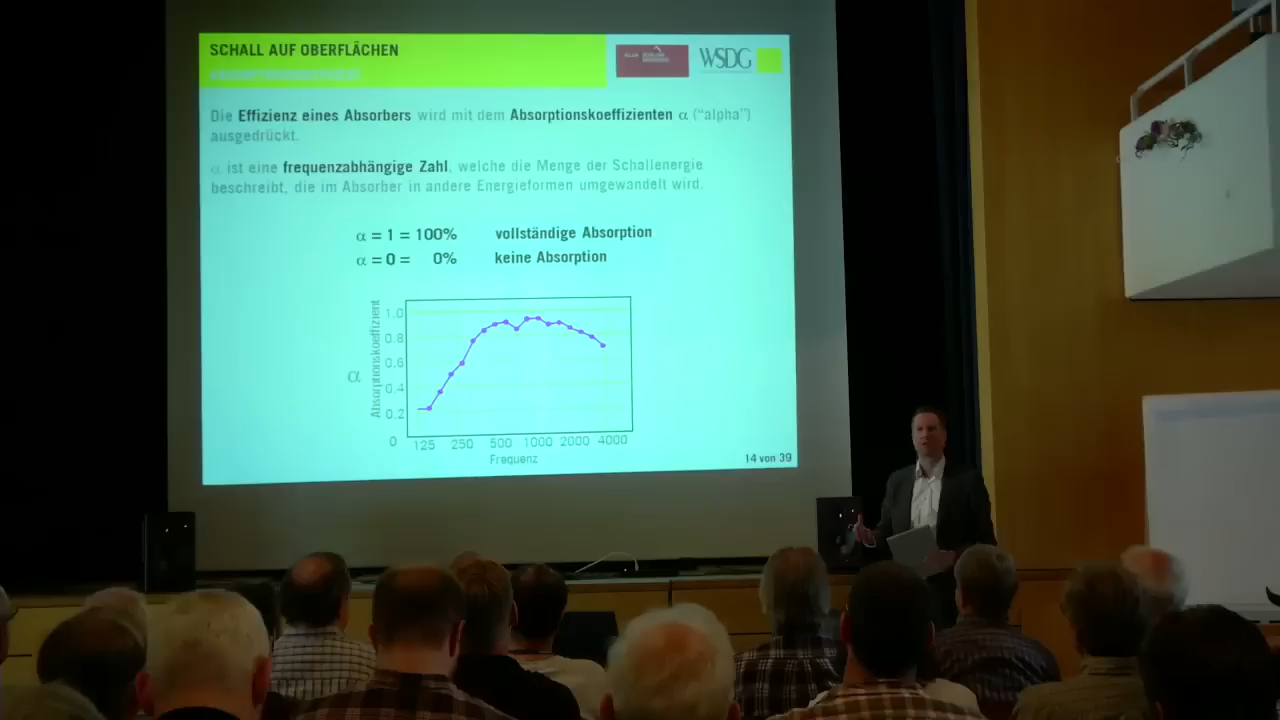 SCHALL AUF OBERFLÄCHEN
WSDG
Die Effizienz eines Absorbers wird mit dem Absorptionskoeffizienten α ("alpha")
ausgedrückt.
α ist eine frequenzabhängige Zahl, welche die Menge der Schallenergie
beschreibt, die im Absorber in andere Energieformen umgewandelt wird.
α = 1 = 100% vollständige Absorption
α = 0 = 0% keine Absorption
α
Absorptionskoeffizient
1.0
0.8
0.6
0.4
0.2
0
125 250 500 1000 2000 4000
Frequenz
14 von 39